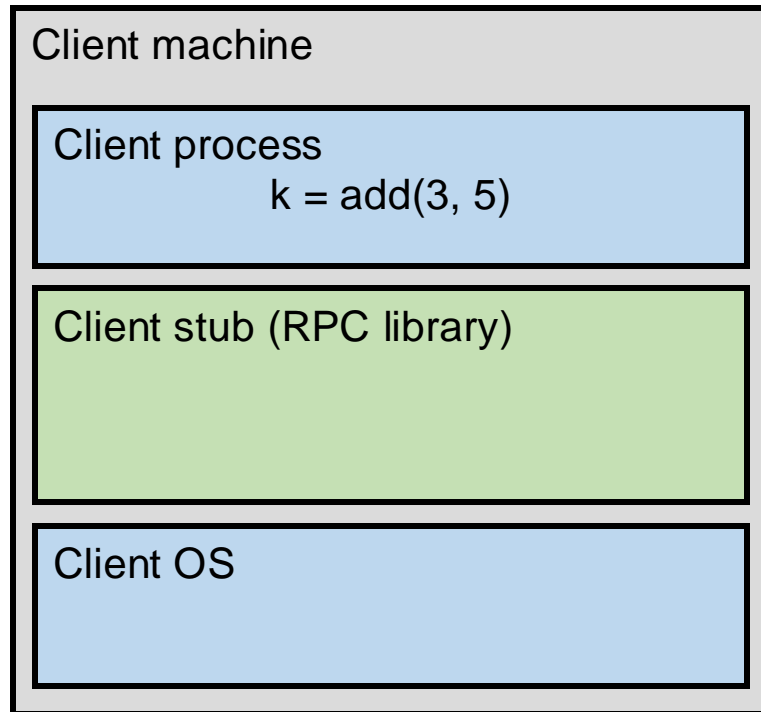 Client machine
Client process
k = add(3, 5)
Client stub (RPC library)
Client OS